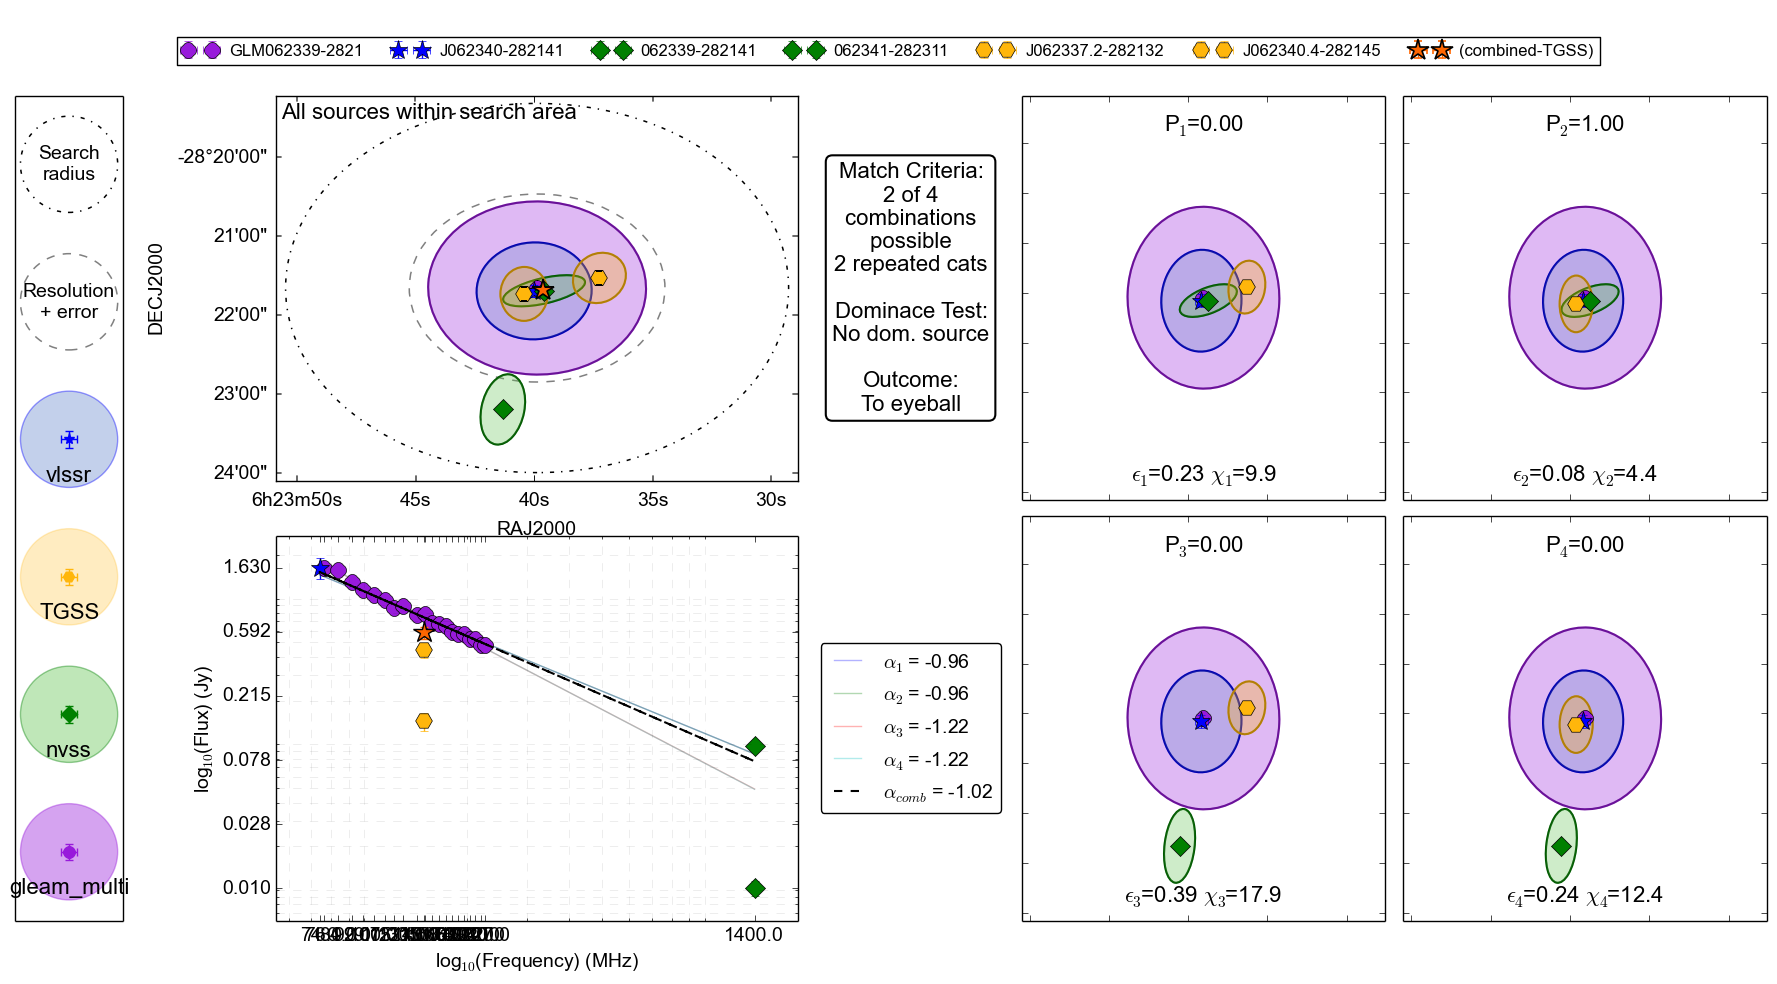 GLM062339-2821 J062340-282141 062339-282141 062341-282311 J062337.2-282132 J062340.4-282145 (combined-TGSS)
Search
radius
Resolution
+ error
vlssr
TGSS
nvss
gleam_multi
All sources within search area
DECJ2000
-28°20'00"
21'00"
22'00"
23'00"
24'00"
6h23m50s 45s 40s 35s 30s
RAJ2000
Match Criteria:
2 of 4
combinations
possible
2 repeated cats
Dominace Test:
No dom. source
Outcome:
To eyeball
P1=0.00
ϵ1=0.23 χ1=9.9
P2=1.00
ϵ2=0.08 χ2=4.4
log10(Flux) (Jy)
1.630
0.592
0.215
0.078
0.028
0.010
1400.0
log10(Frequency) (MHz)
α1 = -0.96
α2 = -0.96
α3 = -1.22
α4 = -1.22
αcomb = -1.02
P3=0.00
ϵ3=0.39 χ3=17.9
P4=0.00
ϵ4=0.24 χ4=12.4